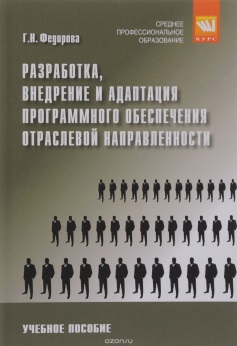 Г.Н. Федорова
СРЕДНЕЕ
ПРОФЕССИОНАЛЬНОЕ
ОБРАЗОВАНИЕ
КУРС
РАЗРАБОТКА,
ВНЕДРЕНИЕ И АДАПТАЦИЯ
ПРОГРАММНОГО ОБЕСПЕЧЕНИЯ
ОТРАСЛЕВОЙ НАПРАВЛЕННОСТИ
УЧЕБНОЕ ПОСОБИЕ
ozon.ru